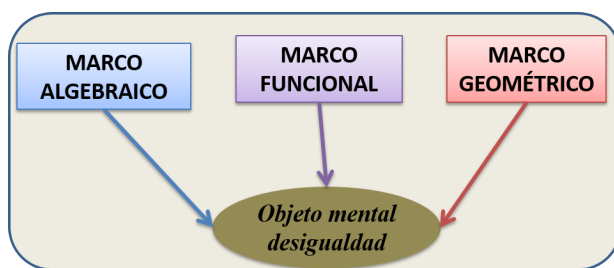 MARCO
ALGEBRAICO
MARCO
FUNCIONAL
MARCO
GEOMÉTRICO
Objeto mental
desigualdad